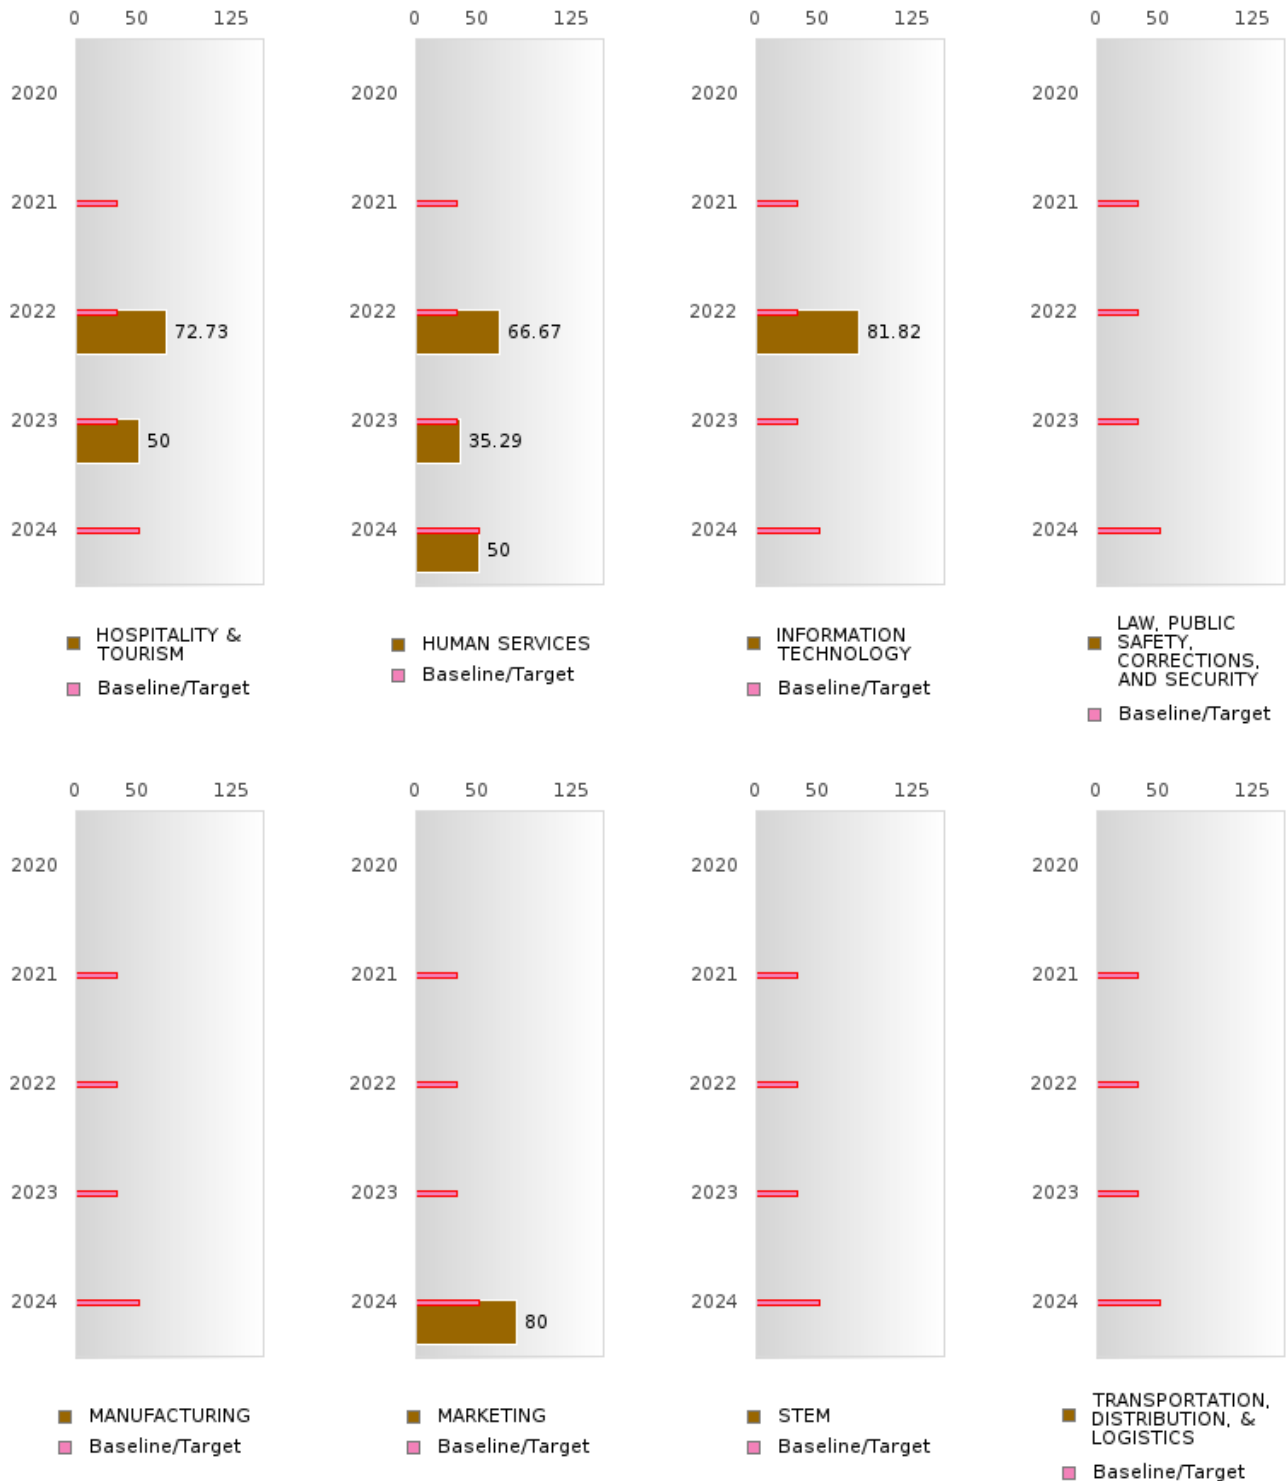 0 50 125
0 50 125
0 50 125
0 50 125
2020
2020
2020
2020
2021
2021
2021
2021
2022
72.73
2022
66.67
2022
81.82
2022
2023
50
2023
35.29
2023
2023
2024
2024
50
2024
2024
HOSPITALITY &
TOURISM
Baseline/Target
HUMAN SERVICES
Baseline/Target
INFORMATION
TECHNOLOGY
Baseline/Target
LAW, PUBLIC
SAFETY,
CORRECTIONS,
AND SECURITY
Baseline/Target
0 50 125
0 50 125
0 50 125
0 50 125
2020
2020
2020
2020
2021
2021
2021
2021
2022
2022
2022
2022
2023
2023
2023
2023
2024
2024
80
2024
2024
MANUFACTURING
Baseline/Target
MARKETING
Baseline/Target
STEM
Baseline/Target
TRANSPORTATION,
DISTRIBUTION, &
LOGISTICS
Baseline/Target